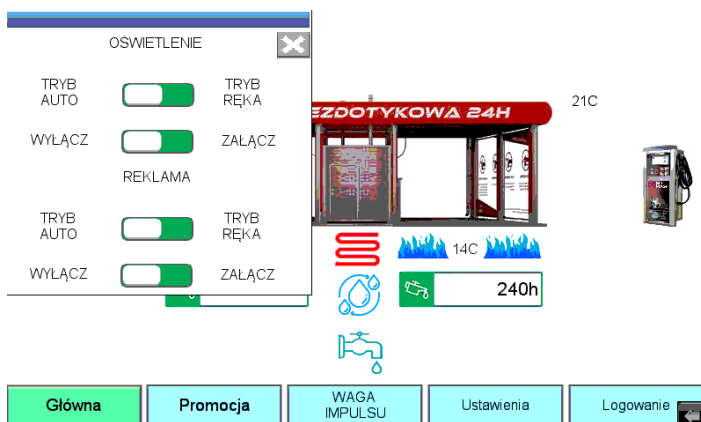 OŚWIETLENIE
TRYB
AUTO
TRYB
RĘKA
WYŁĄCZ
ZAŁĄCZ
REKLAMA
TRYB
AUTO
TRYB
RĘKA
WYŁĄCZ
ZAŁĄCZ
EZDOTYKOWA 24H
21C
14C
240h
Główna
Promocja
WAGA
IMPULSU
Ustawienia
Logowanie